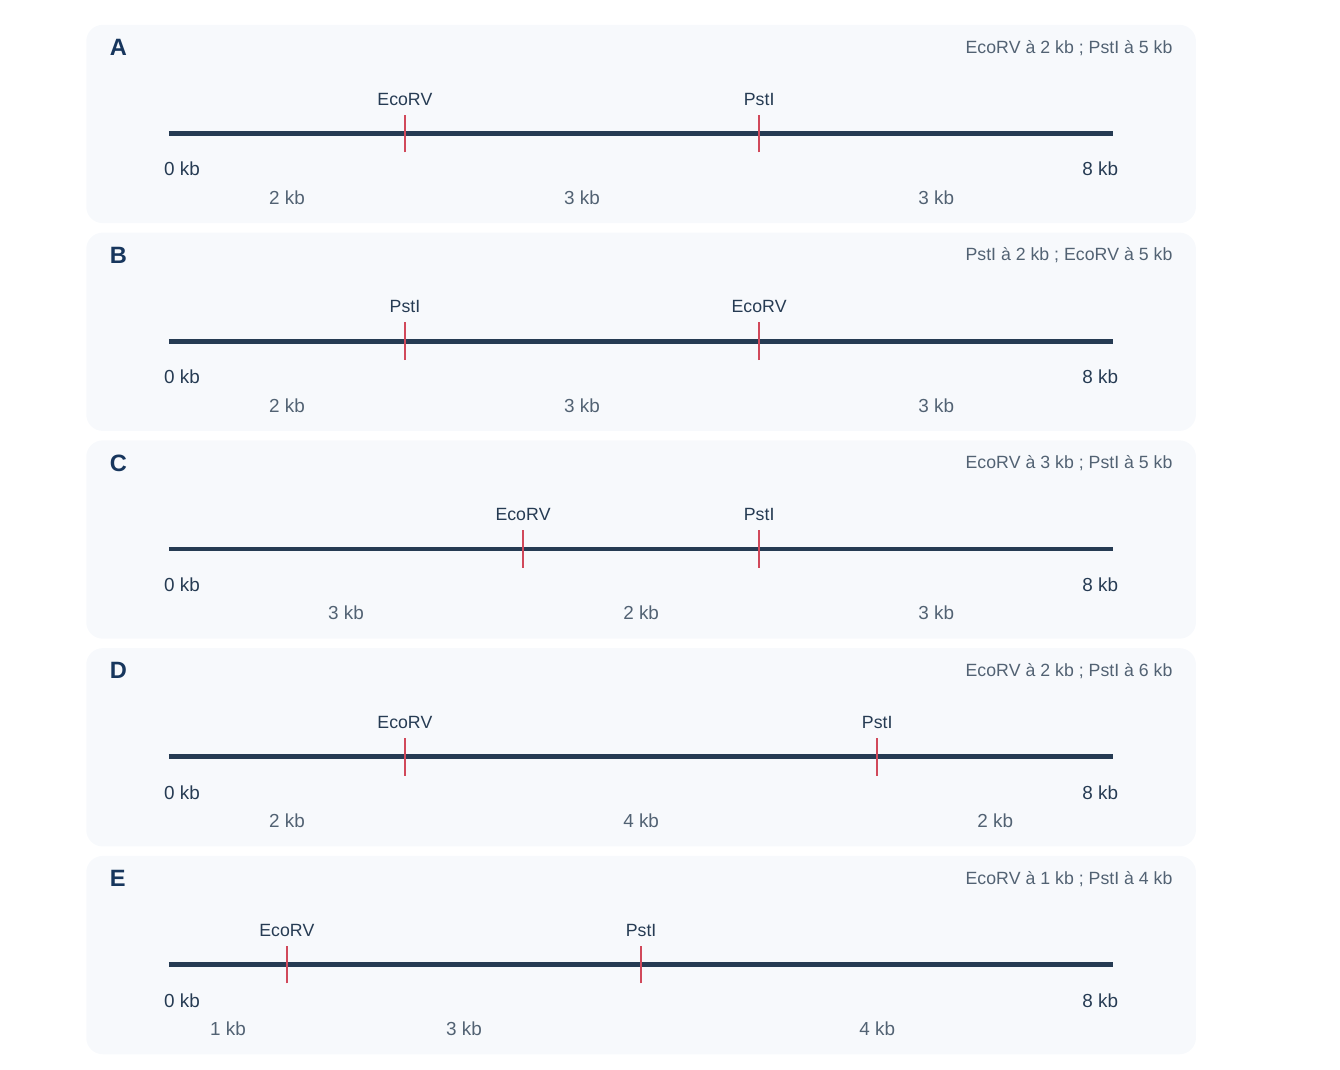 A
EcoRV à 2 kb ; PstI à 5 kb
EcoRV PstI
0 kb 8 kb
2 kb 3 kb 3 kb
B
PstI à 2 kb ; EcoRV à 5 kb
PstI EcoRV
0 kb 8 kb
2 kb 3 kb 3 kb
C
EcoRV à 3 kb ; PstI à 5 kb
EcoRV PstI
0 kb 8 kb
3 kb 2 kb 3 kb
D
EcoRV à 2 kb ; PstI à 6 kb
EcoRV PstI
0 kb 8 kb
2 kb 4 kb 2 kb
E
EcoRV à 1 kb ; PstI à 4 kb
EcoRV PstI
0 kb 8 kb
1 kb 3 kb 4 kb